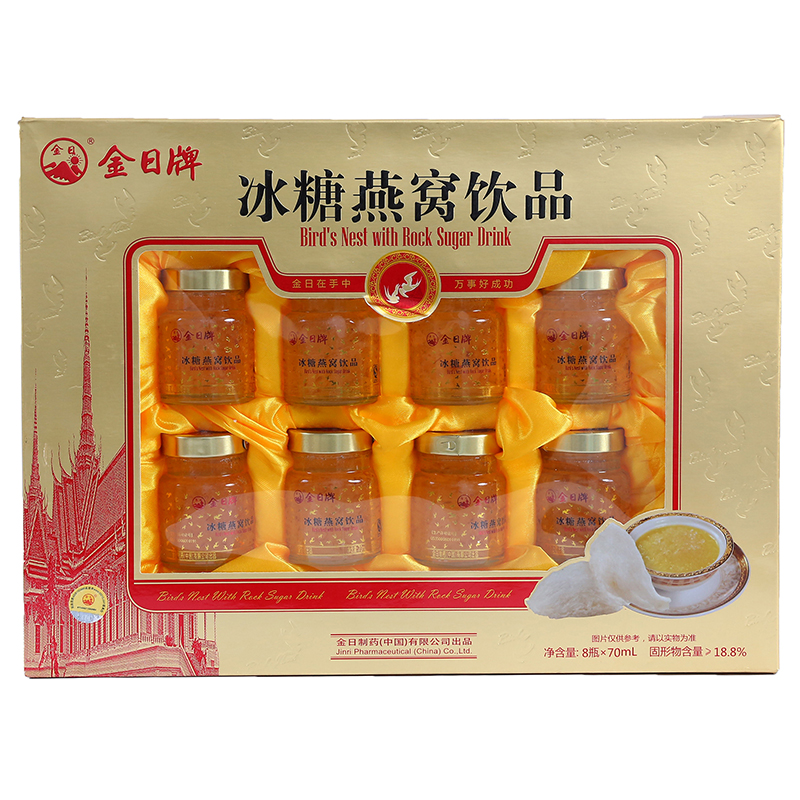 金日
®
金日牌
冰糖燕窝饮品
Bird's Nest with Rock Sugar Drink
金日在手中
万事好成功
金日牌
冰糖燕窝饮品
金日牌
冰糖燕窝饮品
金日牌
冰糖燕窝饮品
金日牌
冰糖燕窝饮品
金日牌
冰糖燕窝饮品
金日牌
冰糖燕窝饮品
金日牌
冰糖燕窝饮
金日牌
冰糖燕窝饮品
Bird's Nest With Rock Sugar Drink
Bird's Nest With Rock Sugar Drink
金日制药(中国)有限公司出品
Jinri Pharmaceutical (China) Co.,Ltd.
图片仅供参考，请以实物为准
净含量: 8瓶×70mL 固形物含量≥18.8%